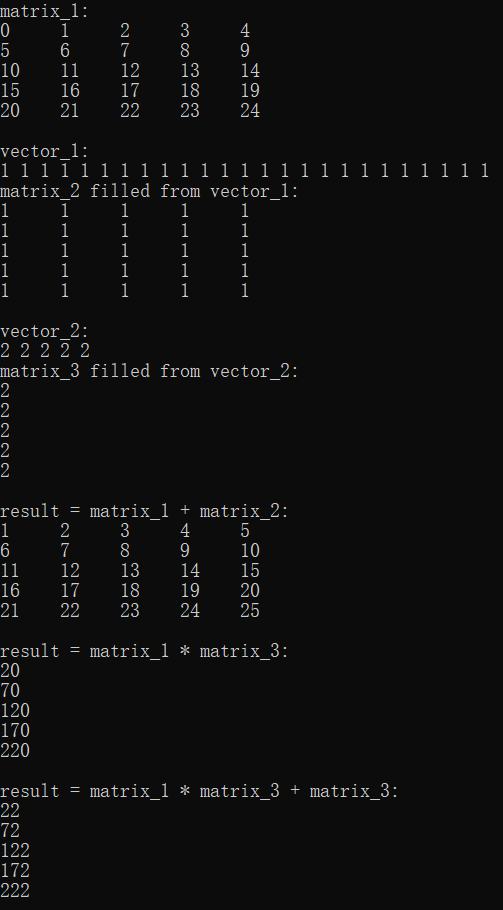 matrix_1:
0 1 2 3 4
5 6 7 8 9
10 11 12 13 14
15 16 17 18 19
20 21 22 23 24
vector_1:
1 1 1 1 1 1 1 1 1 1 1 1 1 1 1 1 1 1 1 1 1 1 1 1 1
matrix_2 filled from vector_1:
1 1 1 1 1
1 1 1 1 1
1 1 1 1 1
1 1 1 1 1
1 1 1 1 1
vector_2:
2 2 2 2 2
matrix_3 filled from vector_2:
2
2
2
2
2
result = matrix_1 + matrix_2:
1 2 3 4 5
6 7 8 9 10
11 12 13 14 15
16 17 18 19 20
21 22 23 24 25
result = matrix_1 * matrix_3:
20
70
120
170
220
result = matrix_1 * matrix_3 + matrix_3:
22
72
122
172
222